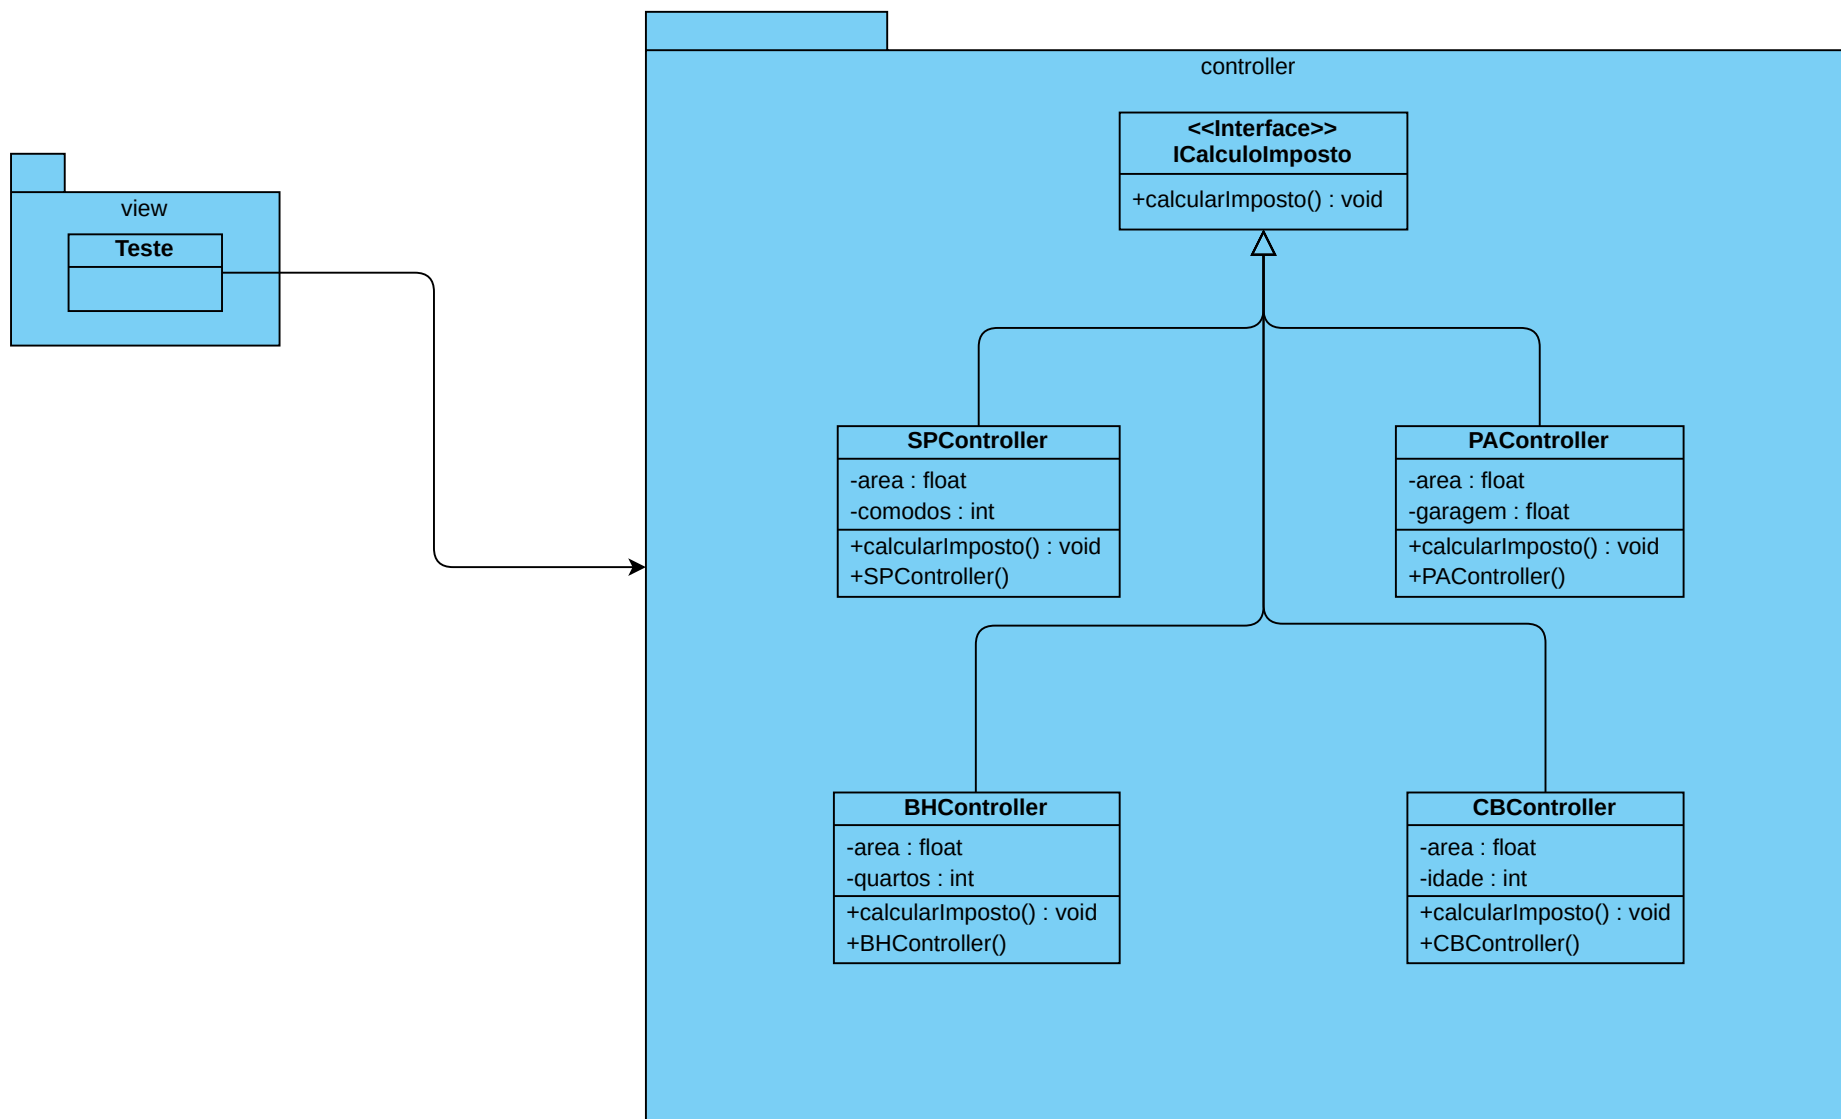 controller
<<Interface>>
ICalculoImposto
+calcularImposto() : void
view
Teste
SPController
-area : float
-comodos : int
+calcularImposto() : void
+SPController()
PAController
-area : float
-garagem : float
+calcularImposto() : void
+PAController()
BHController
-area : float
-quartos : int
+calcularImposto() : void
+BHController()
CBController
-area : float
-idade : int
+calcularImposto() : void
+CBController()